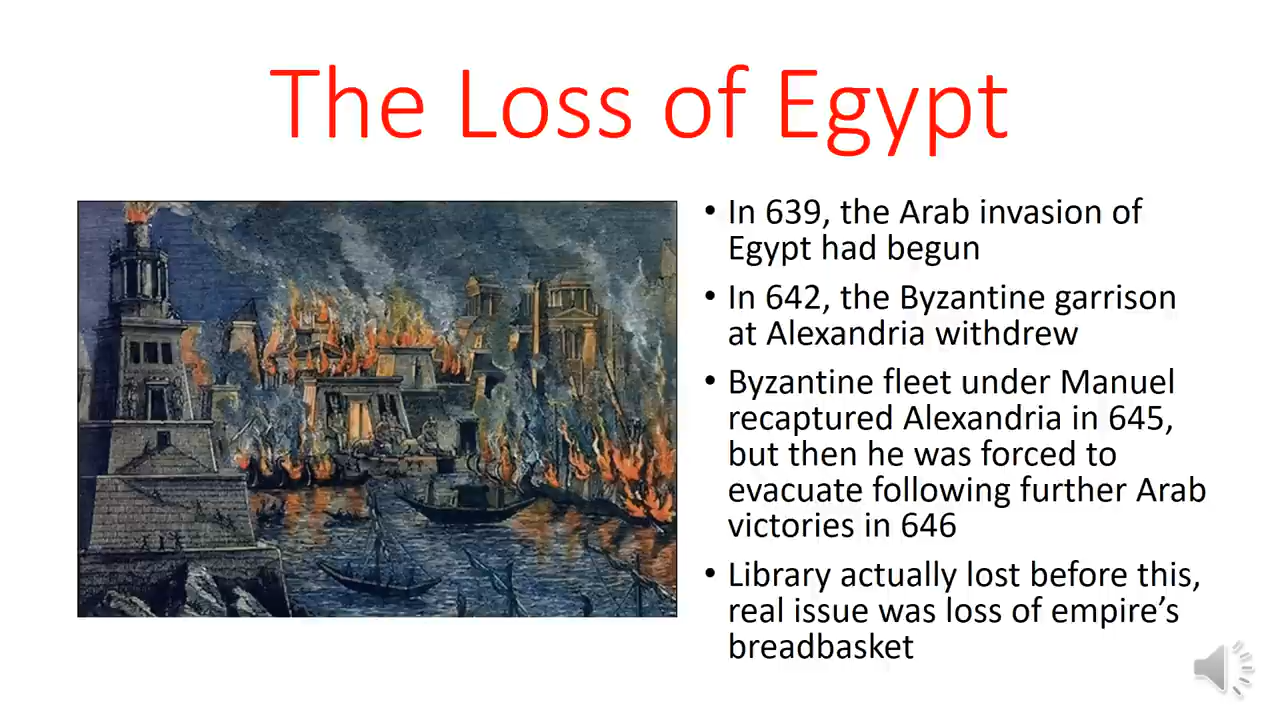 The Loss of Egypt
• In 639, the Arab invasion of
Egypt had begun
• In 642, the Byzantine garrison
at Alexandria withdrew
• Byzantine fleet under Manuel
recaptured Alexandria in 645,
but then he was forced to
evacuate following further Arab
victories in 646
• Library actually lost before this,
real issue was loss of empire’s
breadbasket